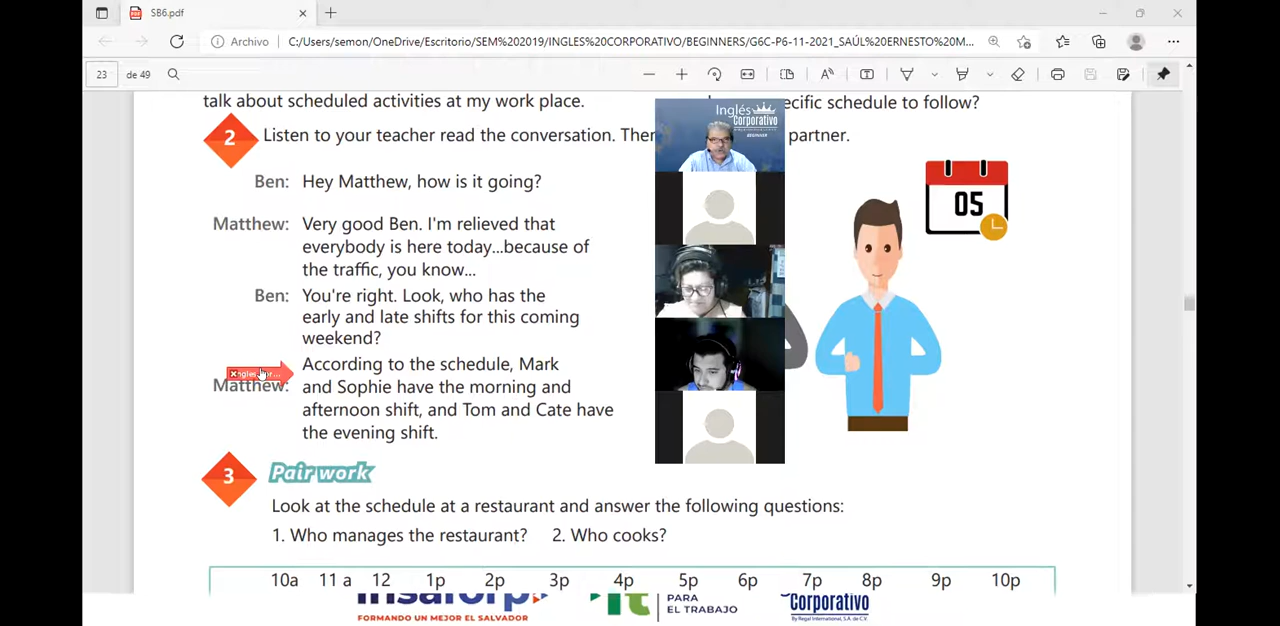 SB6.pdf
Archivo C:/Users/semon/OneDrive/Escritorio/SEM%202019/INGLES%20CORPORATIVO/BEGINNERS/G6C-P6-11-2021_SAÚL%20ERNESTO%20M...
23 de 49
talk about scheduled activities at my work place.
ecific schedule to follow?
2 Listen to your teacher read the conversation. Then partner.
Inglés
Corporativo
BEGINNER
Ben: Hey Matthew, how is it going?
05
Matthew: Very good Ben. I'm relieved that
everybody is here today...because of
the traffic, you know...
Ben: You're right. Look, who has the
early and late shifts for this coming
weekend?
Matthew: According to the schedule, Mark
and Sophie have the morning and
afternoon shift, and Tom and Cate have
the evening shift.
3 Pair work
Look at the schedule at a restaurant and answer the following questions:
1. Who manages the restaurant? 2. Who cooks?
10a 11 a 12 1p 2p 3p 4p 5p 6p 7p 8p 9p 10p
insaforp
FORMANDO UN MEJOR EL SALVADOR
PARA
EL TRABAJO
Corporativo
By Regal International, S.A. de C.V.